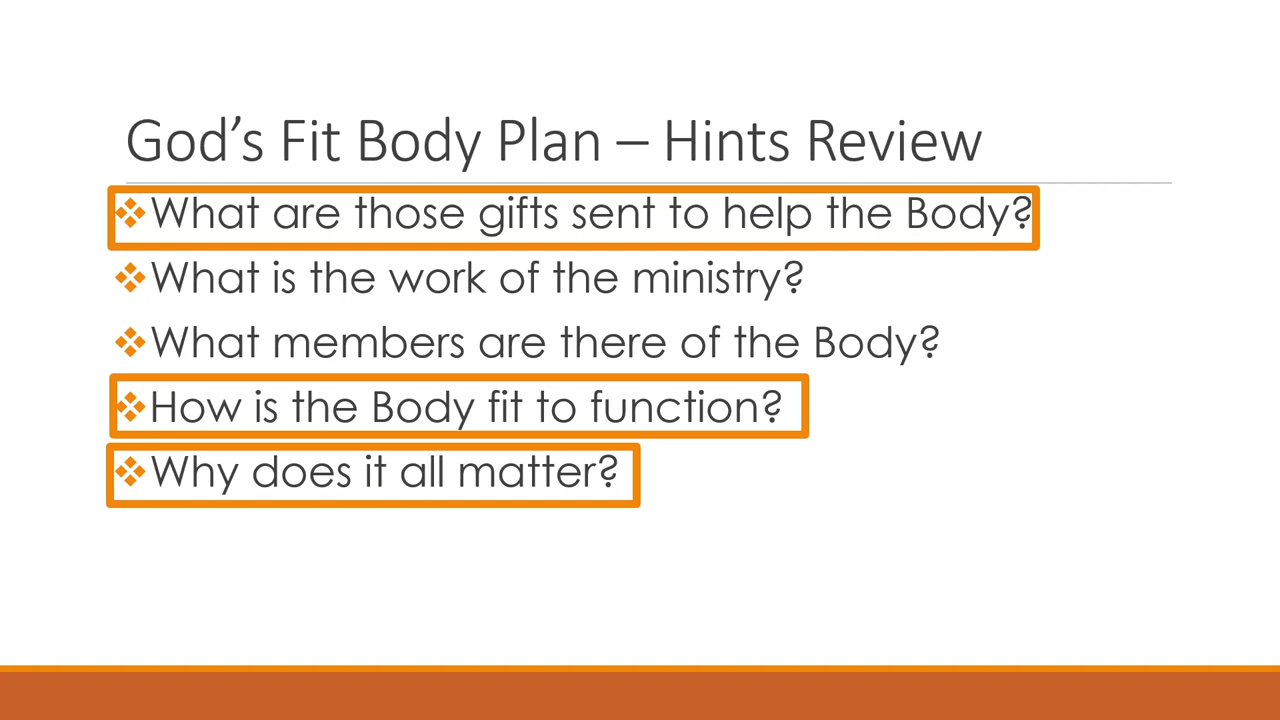 God’s Fit Body Plan – Hints Review
❖What are those gifts sent to help the Body?
❖What is the work of the ministry?
❖What members are there of the Body?
❖How is the Body fit to function?
❖Why does it all matter?